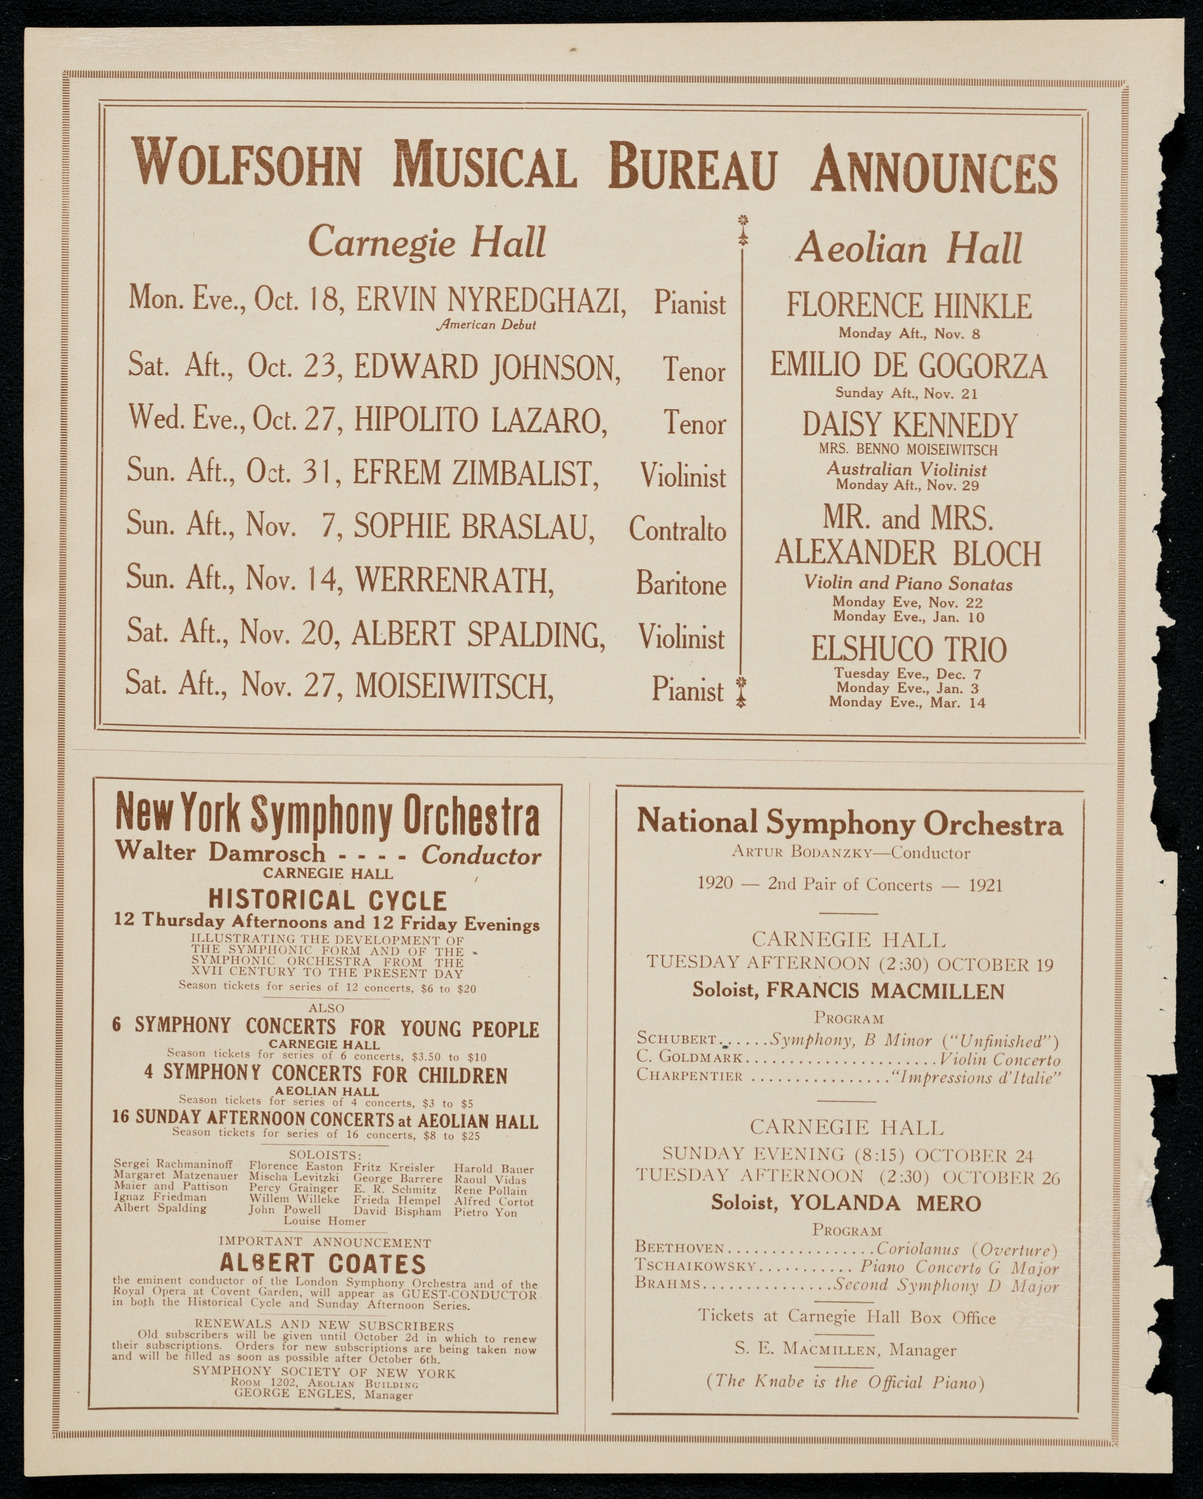 WOLFSOHN MUSICAL BUREAU ANNOUNCES
Carnegie Hall
Mon. Eve., Oct. 18, ERVIN NYREDGHAZI, Pianist
American Debut
Sat. Aft., Oct. 23, EDWARD JOHNSON, Tenor
Wed. Eve., Oct. 27, HIPOLITO LAZARO, Tenor
Sun. Aft., Oct. 31, EFREM ZIMBALIST, Violinist
Sun. Aft., Nov. 7, SOPHIE BRASLAU, Contralto
Sun. Aft., Nov. 14, WERRENRATH, Baritone
Sat. Aft., Nov. 20, ALBERT SPALDING, Violinist
Sat. Aft., Nov. 27, MOISEIWITSCH, Pianist
Aeolian Hall
FLORENCE HINKLE
Monday Aft., Nov. 8
EMILIO DE GOGORZA
Sunday Aft., Nov. 21
DAISY KENNEDY
MRS. BENNO MOISEIWITSCH
Australian Violinist
Monday Aft., Nov. 29
MR. and MRS.
ALEXANDER BLOCH
Violin and Piano Sonatas
Monday Eve, Nov. 22
Monday Eve., Jan. 10
ELSHUCO TRIO
Tuesday Eve., Dec. 7
Monday Eve., Jan. 3
Monday Eve., Mar. 14
New York Symphony Orchestra
Walter Damrosch - - - - Conductor
CARNEGIE HALL
HISTORICAL CYCLE
12 Thursday Afternoons and 12 Friday Evenings
ILLUSTRATING THE DEVELOPMENT OF
THE SYMPHONIC FORM AND OF THE
SYMPHONIC ORCHESTRA FROM THE
XVII CENTURY TO THE PRESENT DAY
Season tickets for series of 12 concerts, $6 to $20
ALSO
6 SYMPHONY CONCERTS FOR YOUNG PEOPLE
CARNEGIE HALL
Season tickets for series of 6 concerts, $3.50 to $10
4 SYMPHONY CONCERTS FOR CHILDREN
AEOLIAN HALL
Season tickets for series of 4 concerts, $3 to $5
16 SUNDAY AFTERNOON CONCERTS at AEOLIAN HALL
Season tickets for series of 16 concerts, $8 to $25
SOLOISTS:
Sergei Rachmaninoff Florence Easton Fritz Kreisler Harold Bauer
Margaret Matzenauer Mischa Levitzki George Barrere Raoul Vidas
Maier and Pattison Percy Grainger E. R. Schmitz Rene Pollain
Ignaz Friedman Willem Willeke Frieda Hempel Alfred Cortot
Albert Spalding John Powell David Bispham Pietro Yon
Louise Homer
IMPORTANT ANNOUNCEMENT
ALBERT COATES
the eminent conductor of the London Symphony Orchestra and of the
Royal Opera at Covent Garden, will appear as GUEST-CONDUCTOR
in both the Historical Cycle and Sunday Afternoon Series.
RENEWALS AND NEW SUBSCRIBERS
Old subscribers will be given until October 2d in which to renew
their subscriptions. Orders for new subscriptions are being taken now
and will be filled as soon as possible after October 6th.
SYMPHONY SOCIETY OF NEW YORK
ROOM 1202, AEOLIAN BUILDING
GEORGE ENGLES, Manager
National Symphony Orchestra
ARTUR BODANZKY—Conductor
1920 — 2nd Pair of Concerts — 1921
CARNEGIE HALL
TUESDAY AFTERNOON (2:30) OCTOBER 19
Soloist, FRANCIS MACMILLEN
PROGRAM
SCHUBERT......Symphony, B Minor ("Unfinished")
C. GOLDMARK......................Violin Concerto
CHARPENTIER ................"Impressions d'Italie"
CARNEGIE HALL
SUNDAY EVENING (8:15) OCTOBER 24
TUESDAY AFTERNOON (2:30) OCTOBER 26
Soloist, YOLANDA MERO
PROGRAM
BEETHOVEN.................Coriolanus (Overture)
TSCHAIKOWSKY........... Piano Concerto G Major
BRAHMS...............Second Symphony D Major
Tickets at Carnegie Hall Box Office
S. E. MACMILLEN, Manager
(The Knabe is the Official Piano)